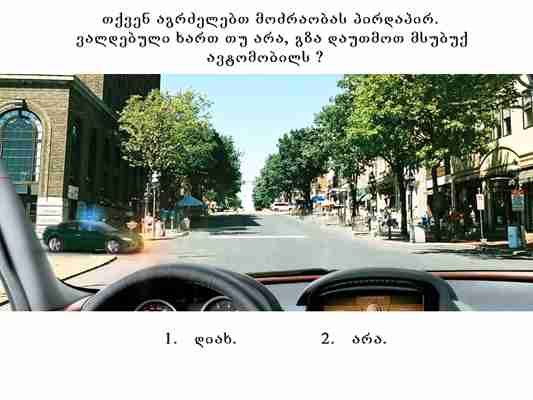 თქვენ აგრძელებთ მოძრაობას პირდაპირ.
ვალდებული ხართ თუ არა, გზა დაუთმოთ მსუბუქ
ავტომობილს ?
1. დიახ. 2. არა.